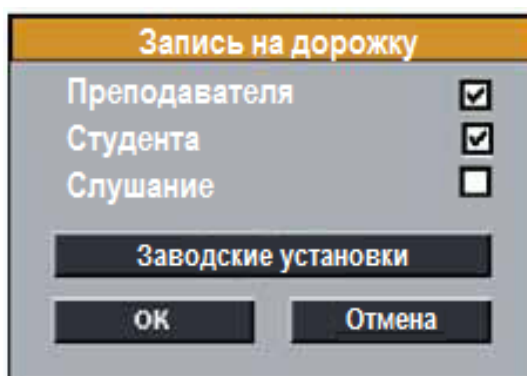 Запись на дорожку
Преподавателя
Студента
Слушание
Заводские установки
ОК
Отмена